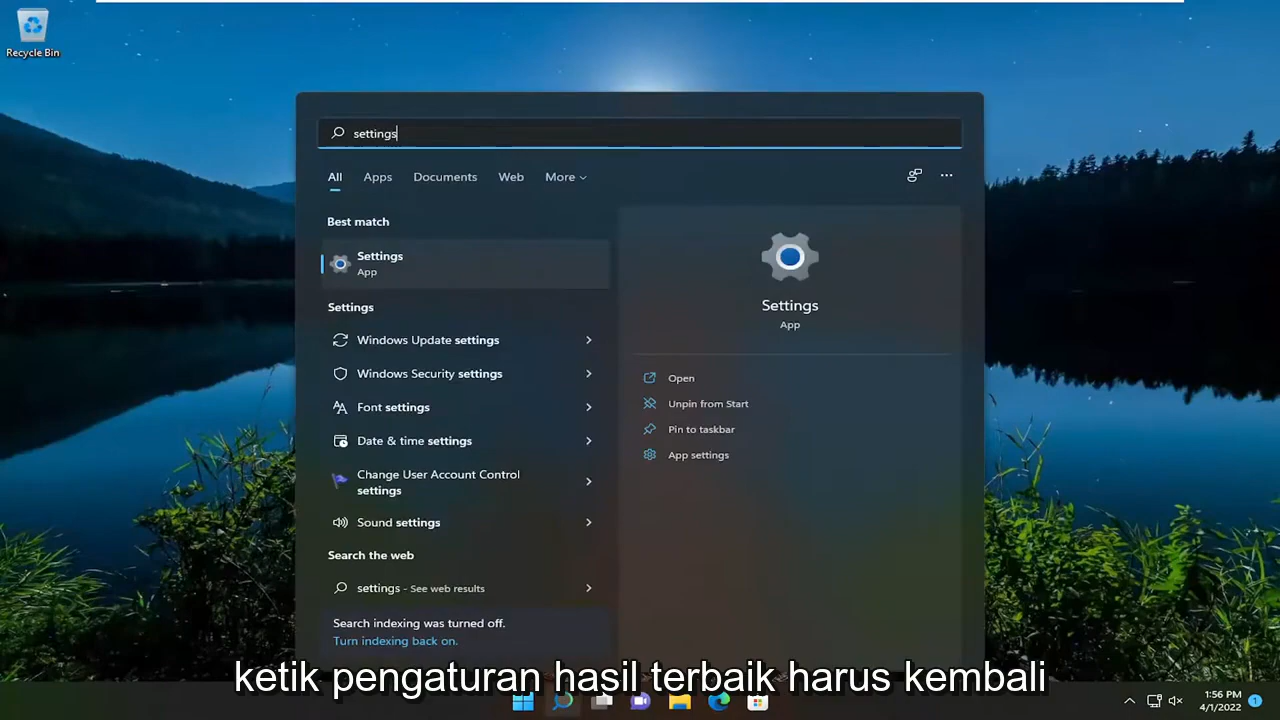 Recycle Bin
settings
All Apps Documents Web More
Best match
Settings
App
Settings
Windows Update settings
Windows Security settings
Font settings
Date & time settings
Change User Account Control
settings
Sound settings
Search the web
settings - See web results
Search indexing was turned off.
Turn indexing back on.
Settings
App
Open
Unpin from Start
Pin to taskbar
App settings
ketik pengaturan hasil terbaik harus kembali
1:56 PM
4/1/2022
1